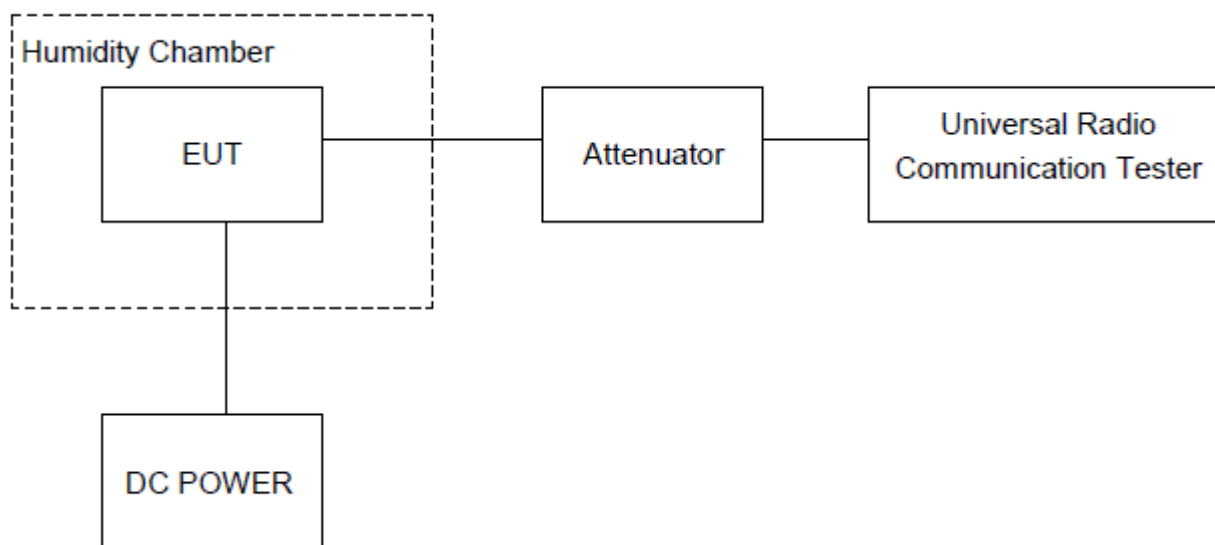 Humidity Chamber
EUT
Attenuator
Universal Radio
Communication Tester
DC POWER